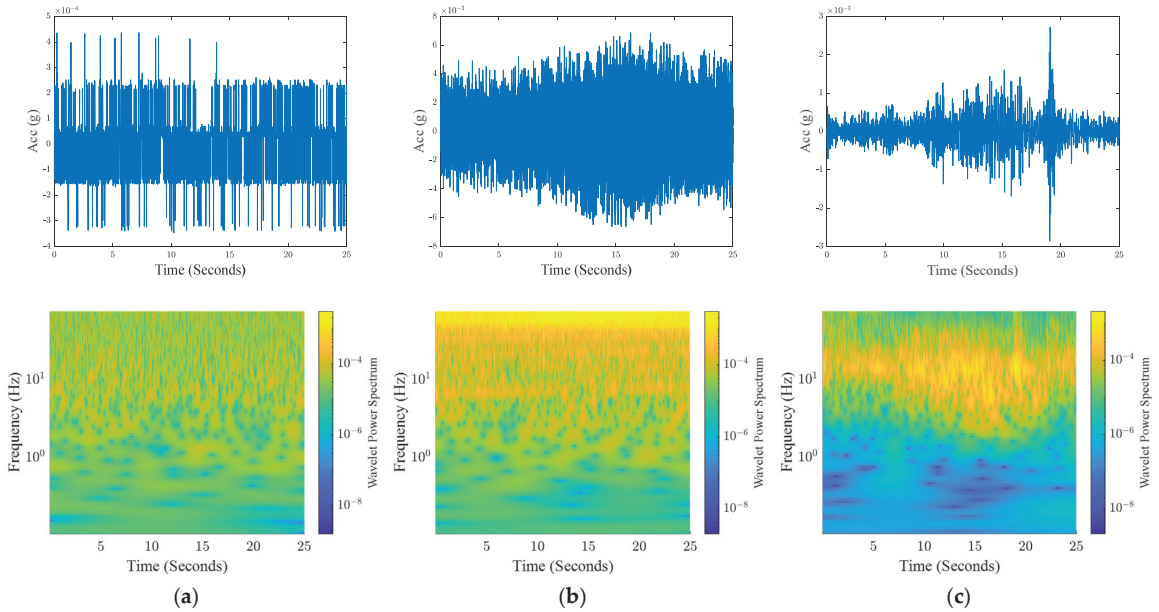 ×10⁻⁴
5
4
3
2
1
0
-1
-2
-3
-4
Acc (g)
0 5 10 15 20 25
Time (Seconds)
×10⁻³
8
6
4
2
0
-2
-4
-6
-8
Acc (g)
0 5 10 15 20 25
Time (Seconds)
×10⁻³
3
2
1
0
-1
-2
-3
Acc (g)
0 5 10 15 20 25
Time (Seconds)
Frequency (Hz)
10¹
10⁰
5 10 15 20 25
Time (Seconds)
10⁻⁴
10⁻⁶
10⁻⁸
Wavelet Power Spectrum
Frequency (Hz)
10¹
10⁰
5 10 15 20 25
Time (Seconds)
10⁻⁴
10⁻⁶
10⁻⁸
Wavelet Power Spectrum
Frequency (Hz)
10¹
10⁰
5 10 15 20 25
Time (Seconds)
10⁻⁴
10⁻⁶
10⁻⁸
Wavelet Power Spectrum
(a) (b) (c)